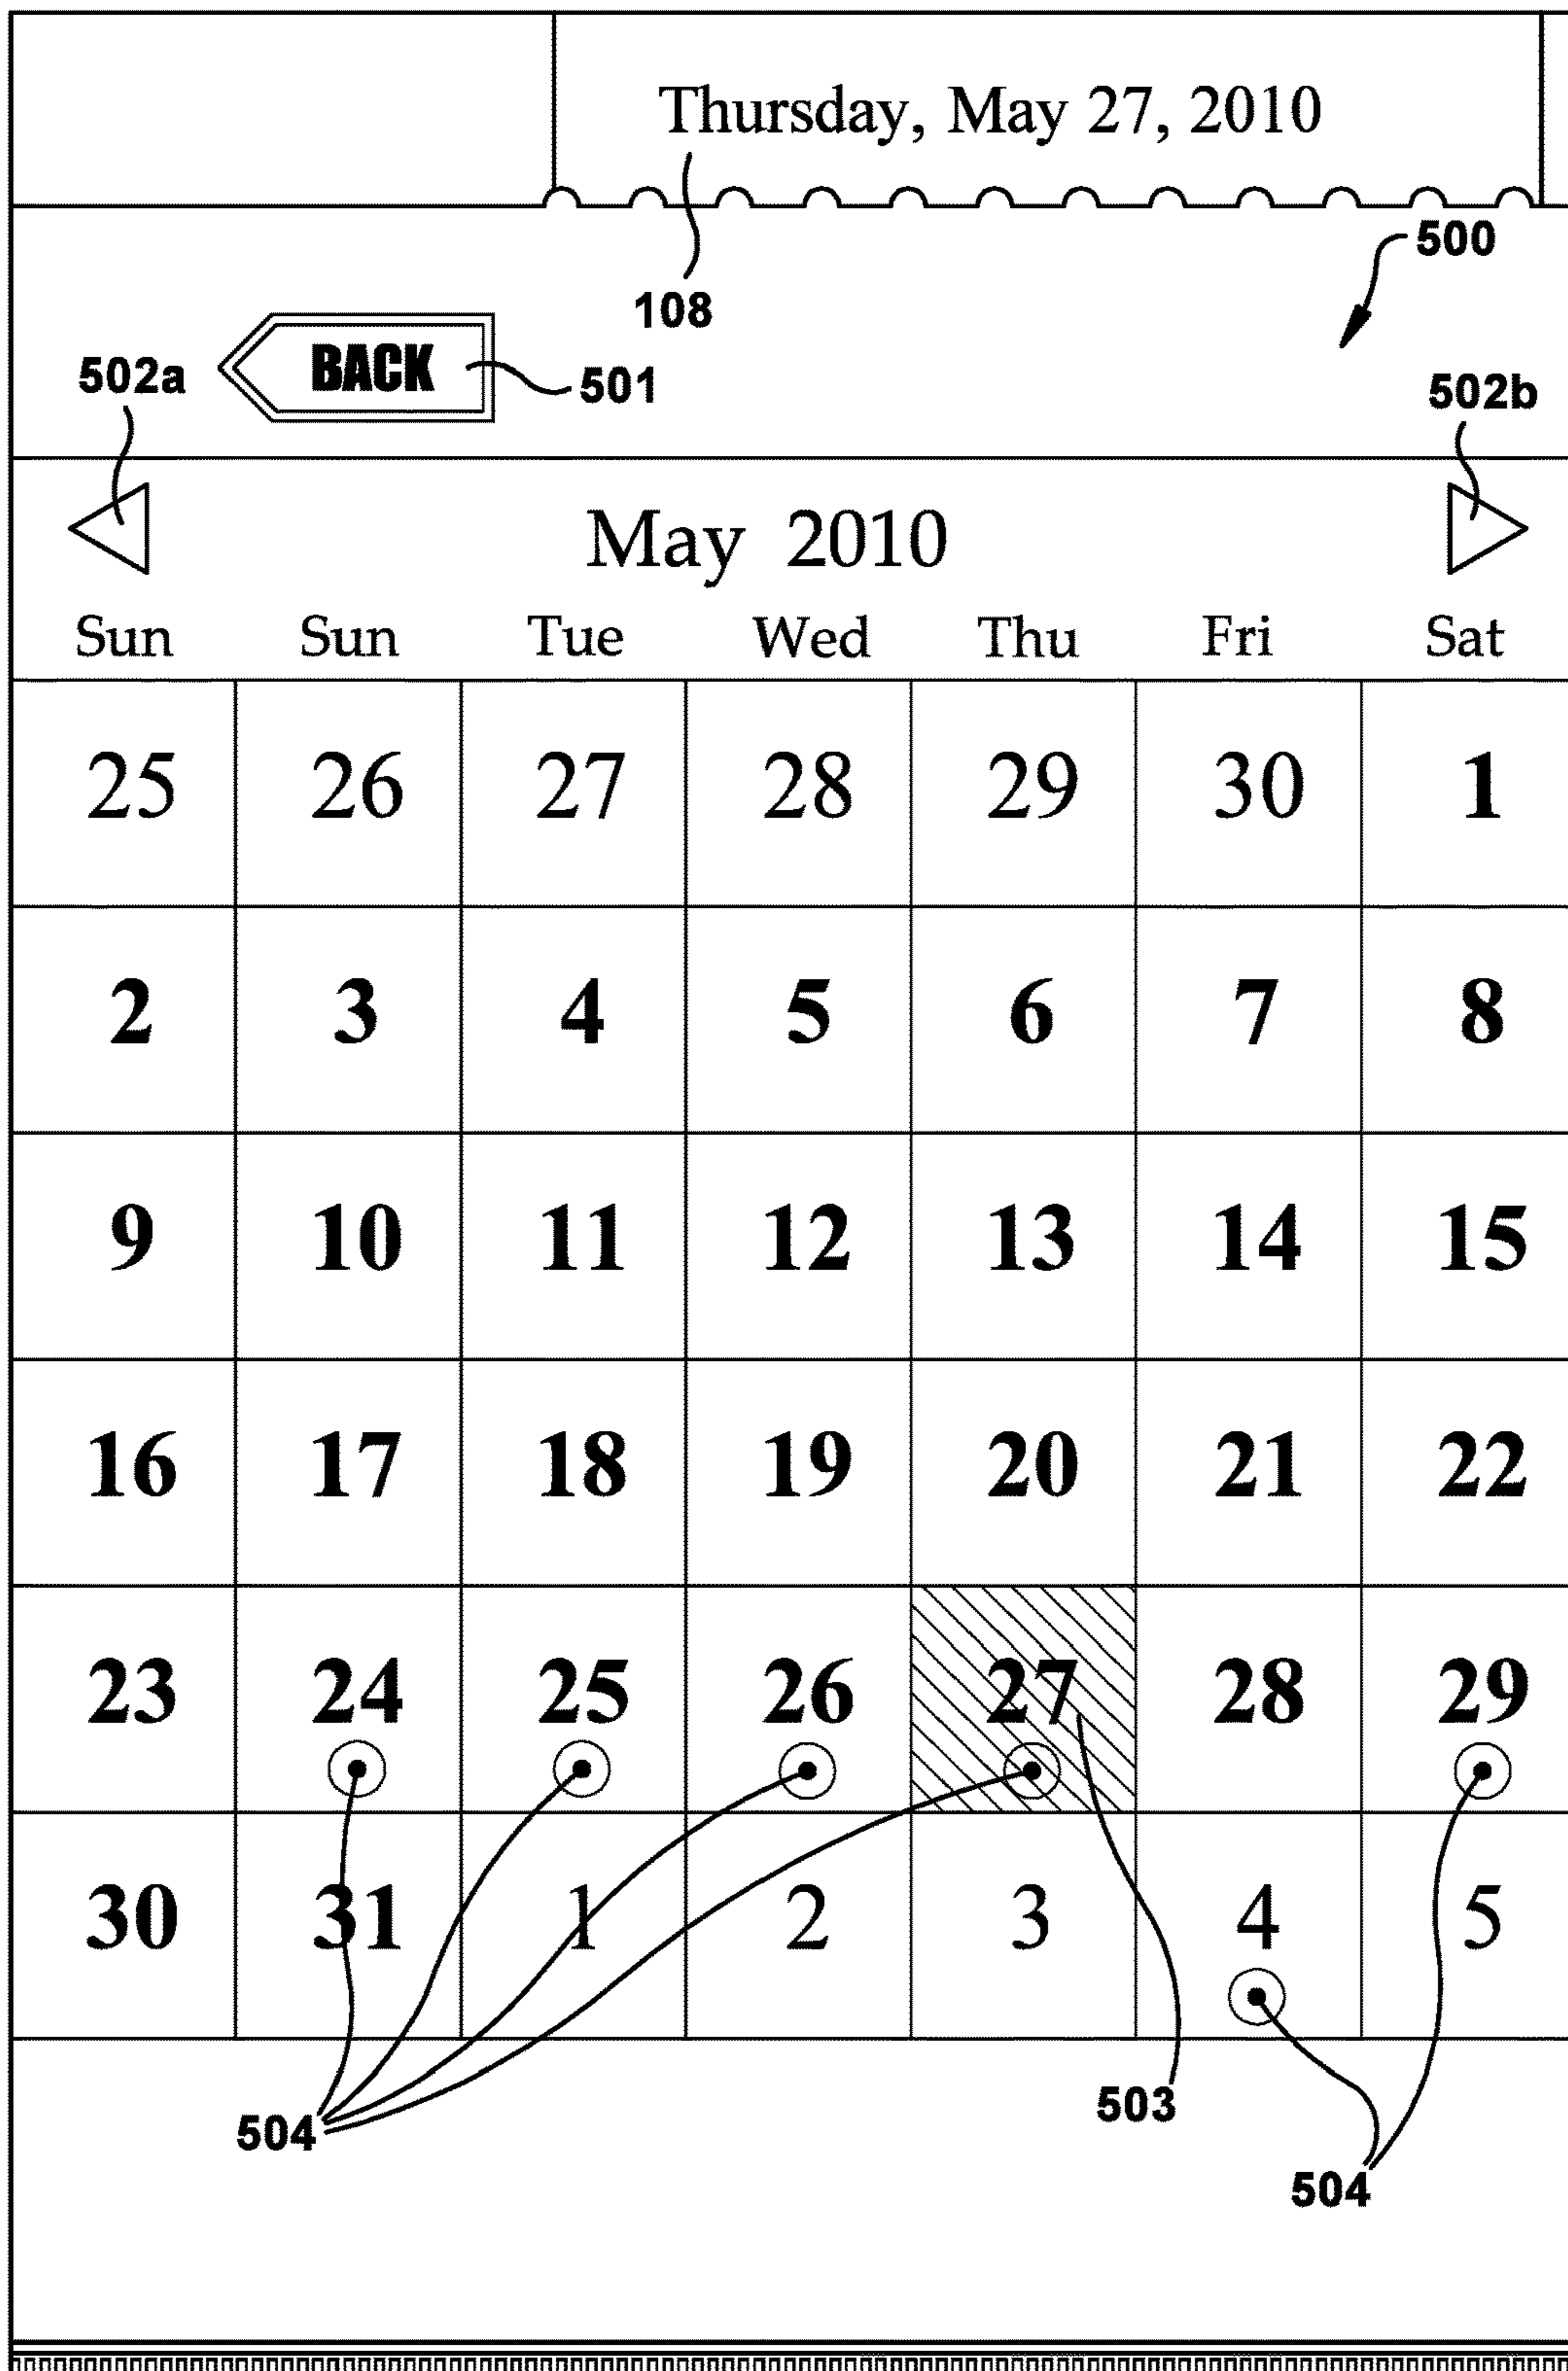 Thursday, May 27, 2010
500
108
502a
BACK
501
502b
May 2010
Sun Sun Tue Wed Thu Fri Sat
25 26 27 28 29 30 1
2 3 4 5 6 7 8
9 10 11 12 13 14 15
16 17 18 19 20 21 22
23 24 25 26 27 28 29
30 31 1 2 3 4 5
503
504
504